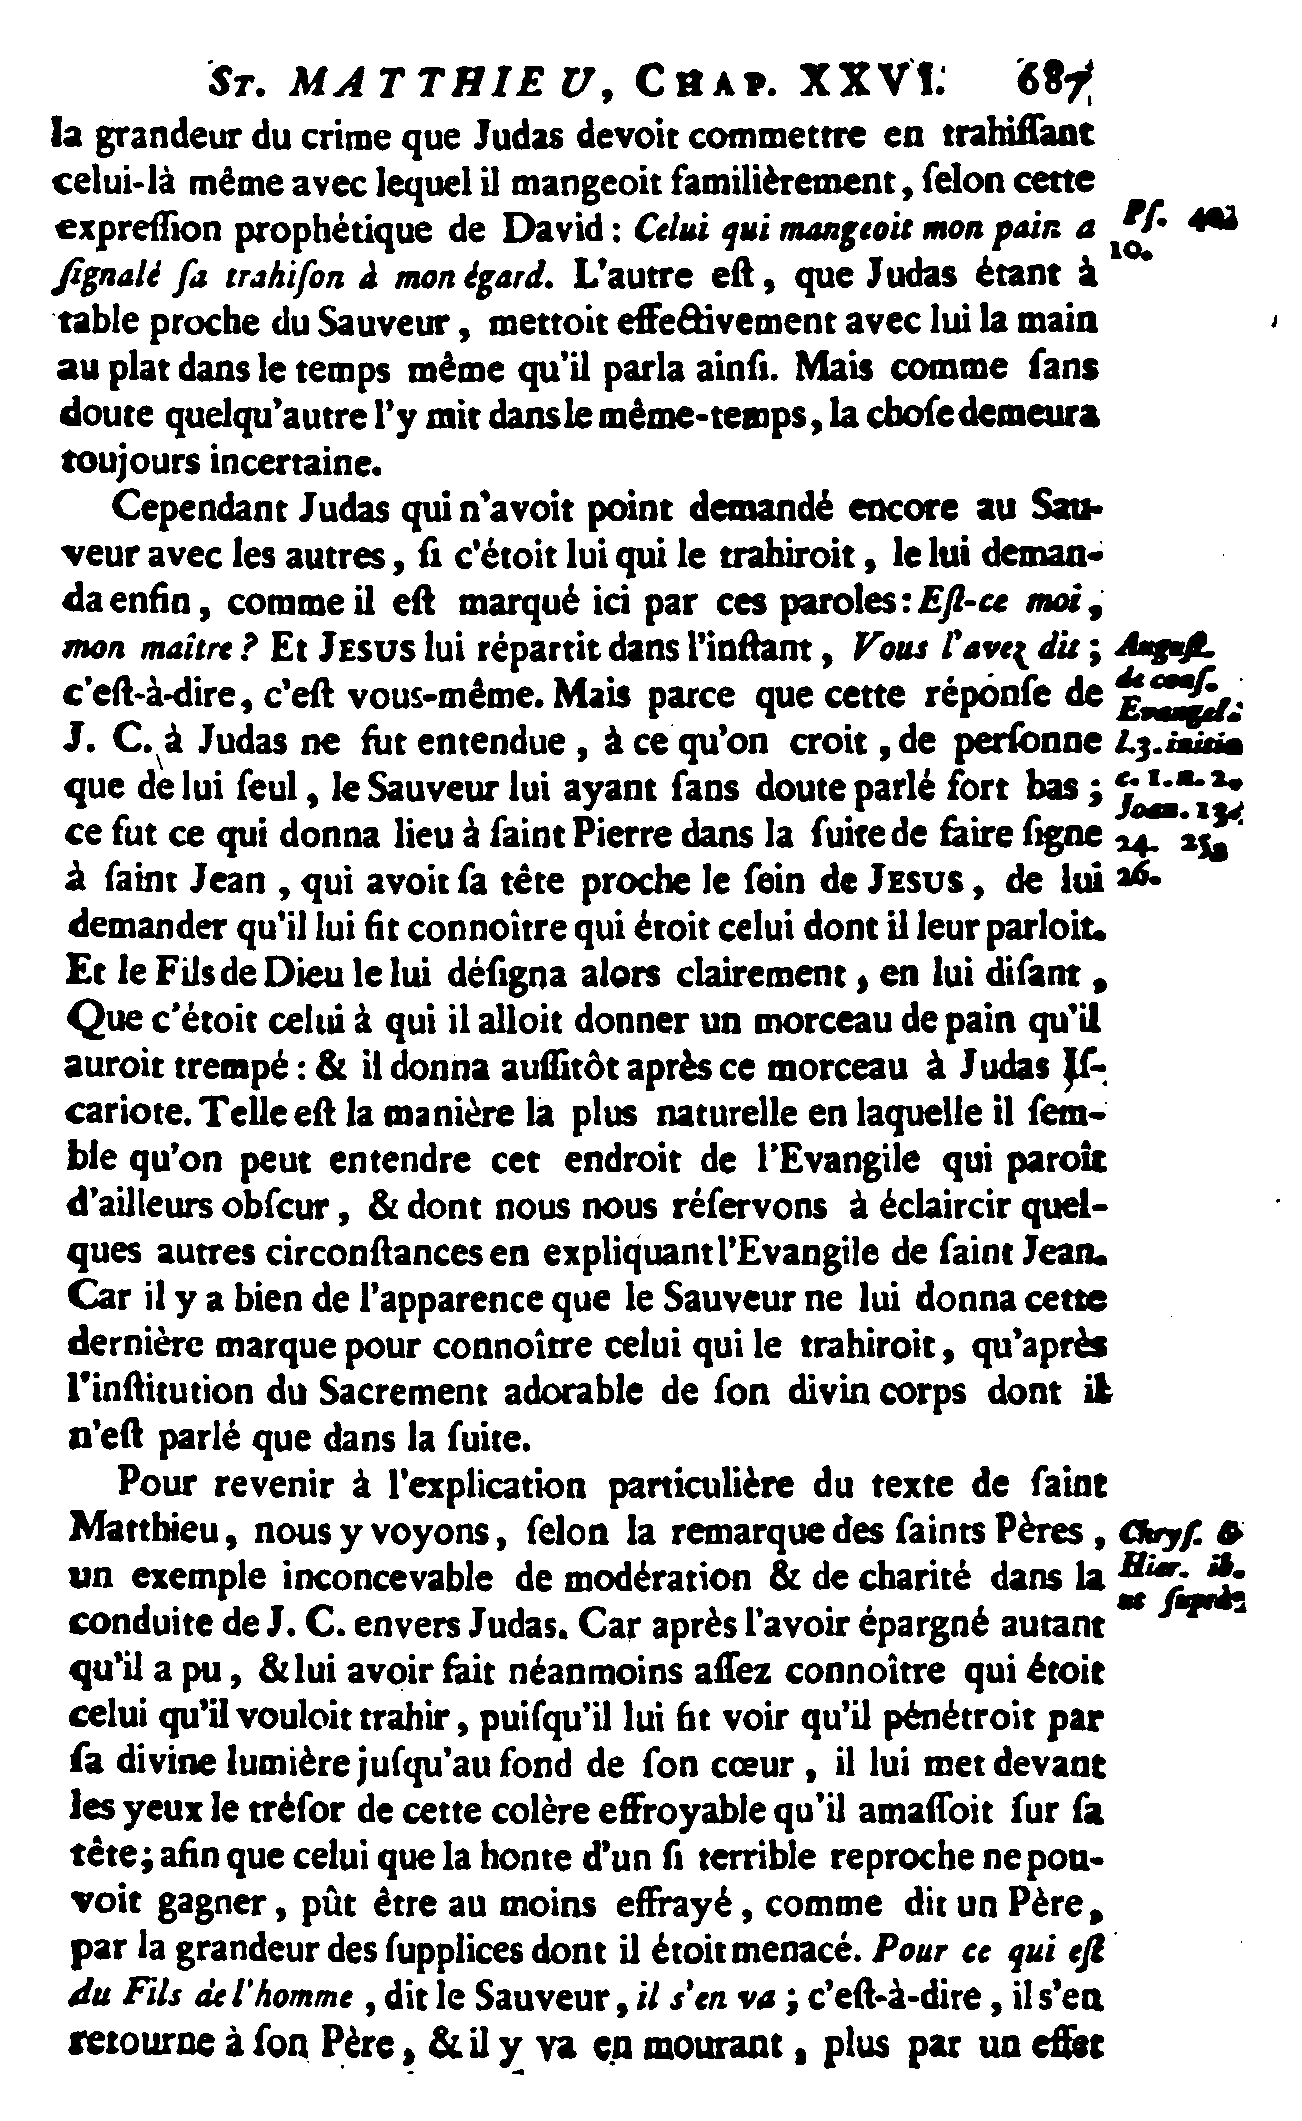 ST. MATTHIEU, CHAP. XXVI. 687
la grandeur du crime que Judas devoit commettre en trahiſſant
celui-là même avec lequel il mangeoit familièrement, ſelon cette
expreſſion prophétique de David : Celui qui mangeoit mon pain a
ſignalé ſa trahiſon à mon égard. L'autre eſt, que Judas étant à
table proche du Sauveur, mettoit effectivement avec lui la main
au plat dans le temps même qu'il parla ainſi. Mais comme ſans
doute quelqu'autre l'y mit dans le même-temps, la choſe demeura
toujours incertaine.
Cependant Judas qui n'avoit point demandé encore au Sau-
veur avec les autres, ſi c'étoit lui qui le trahiroit, le lui deman-
da enfin, comme il eſt marqué ici par ces paroles : Eſt-ce moi,
mon maître ? Et JESUS lui répartit dans l'inſtant, Vous l'avez dit ;
c'eſt-à-dire, c'eſt vous-même. Mais parce que cette réponſe de
J. C. à Judas ne fut entendue, à ce qu'on croit, de perſonne
que de lui ſeul, le Sauveur lui ayant ſans doute parlé fort bas ;
ce fut ce qui donna lieu à ſaint Pierre dans la ſuite de faire ſigne
à ſaint Jean, qui avoit ſa tête proche le ſein de JESUS, de lui
demander qu'il lui fit connoître qui étoit celui dont il leur parloit.
Et le Fils de Dieu le lui déſigna alors clairement, en lui diſant,
Que c'étoit celui à qui il alloit donner un morceau de pain qu'il
auroit trempé : & il donna auſſitôt après ce morceau à Judas Iſ-
cariote. Telle eſt la manière la plus naturelle en laquelle il ſem-
ble qu'on peut entendre cet endroit de l'Evangile qui paroît
d'ailleurs obſcur, & dont nous nous réſervons à éclaircir quel-
ques autres circonſtances en expliquant l'Evangile de ſaint Jean.
Car il y a bien de l'apparence que le Sauveur ne lui donna cette
dernière marque pour connoître celui qui le trahiroit, qu'après
l'inſtitution du Sacrement adorable de ſon divin corps dont il
n'eſt parlé que dans la ſuite.
Pour revenir à l'explication particulière du texte de ſaint
Matthieu, nous y voyons, ſelon la remarque des ſaints Pères,
un exemple inconcevable de modération & de charité dans la
conduite de J. C. envers Judas. Car après l'avoir épargné autant
qu'il a pu, & lui avoir fait néanmoins aſſez connoître qui étoit
celui qu'il vouloit trahir, puiſqu'il lui fit voir qu'il pénétroit par
ſa divine lumière juſqu'au fond de ſon cœur, il lui met devant
les yeux le tréſor de cette colère effroyable qu'il amaſſoit ſur ſa
tête ; afin que celui que la honte d'un ſi terrible reproche ne pou-
voit gagner, pût être au moins effrayé, comme dit un Père,
par la grandeur des ſupplices dont il étoit menacé. Pour ce qui eſt
du Fils de l'homme, dit le Sauveur, il s'en va ; c'eſt-à-dire, il s'en
retourne à ſon Père, & il y va en mourant, plus par un effet
Pſ. 40.
10.
Auguſt.
de conſ.
Evangel.
L. 3. initio
c. 1. n. 2.
Joan. 13.
24. 25.
26.
Chryſ. &
Hier. ib.
ut ſuprà.